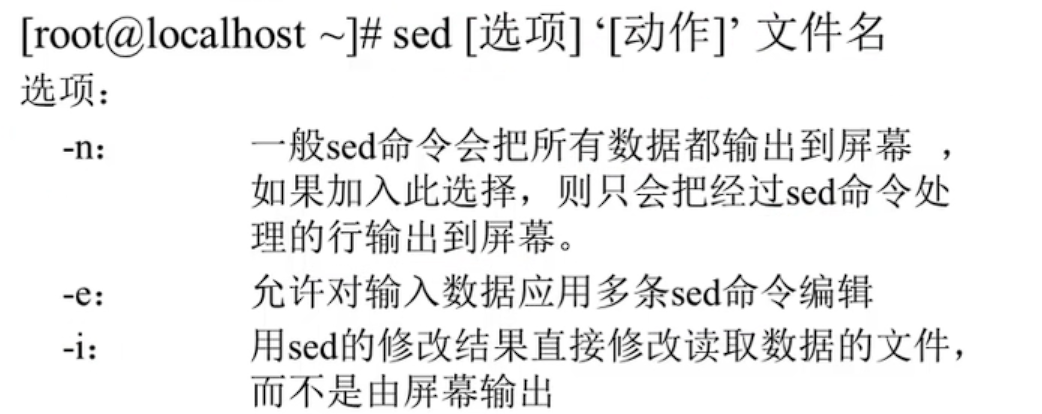 [root@localhost ~]# sed [选项] ‘[动作]’ 文件名
选项：
-n： 一般sed命令会把所有数据都输出到屏幕 ，
如果加入此选择，则只会把经过sed命令处
理的行输出到屏幕。
-e： 允许对输入数据应用多条sed命令编辑
-i： 用sed的修改结果直接修改读取数据的文件，
而不是由屏幕输出